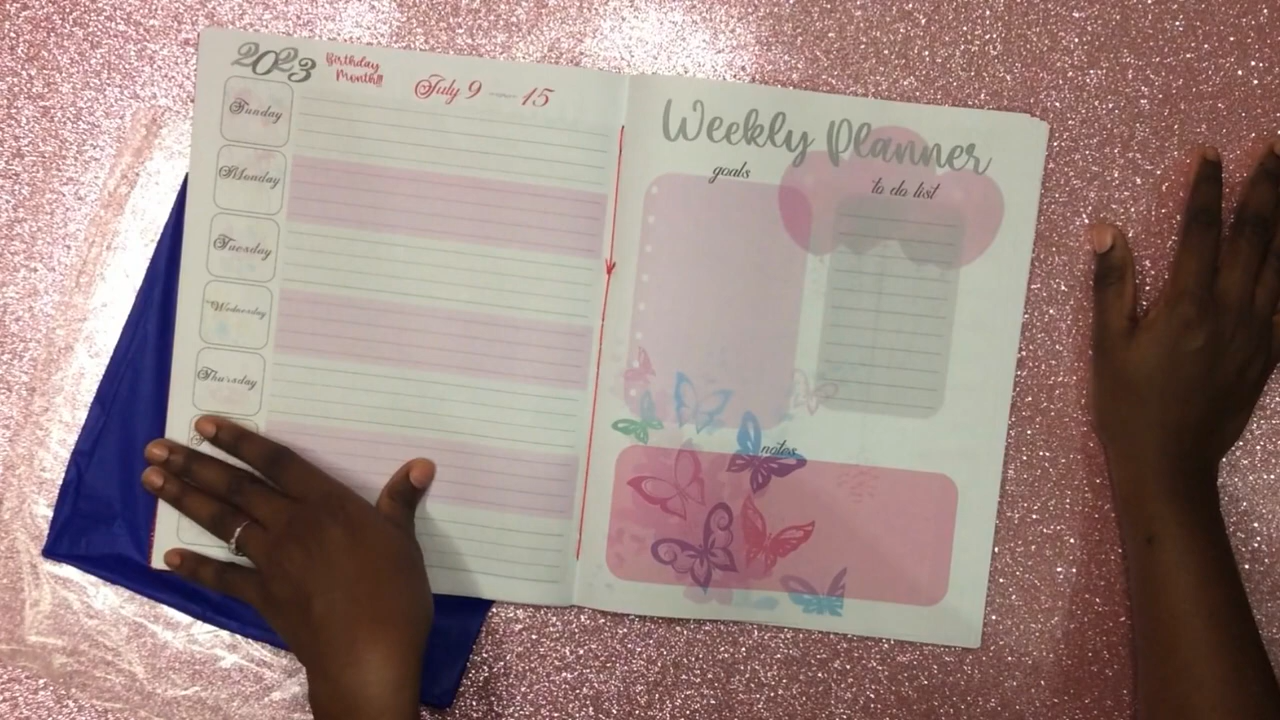 2023
Birthday
Month!!!
July 9 ---- 15
Sunday
Monday
Tuesday
Wednesday
Thursday
Weekly Planner
goals
to do list
notes